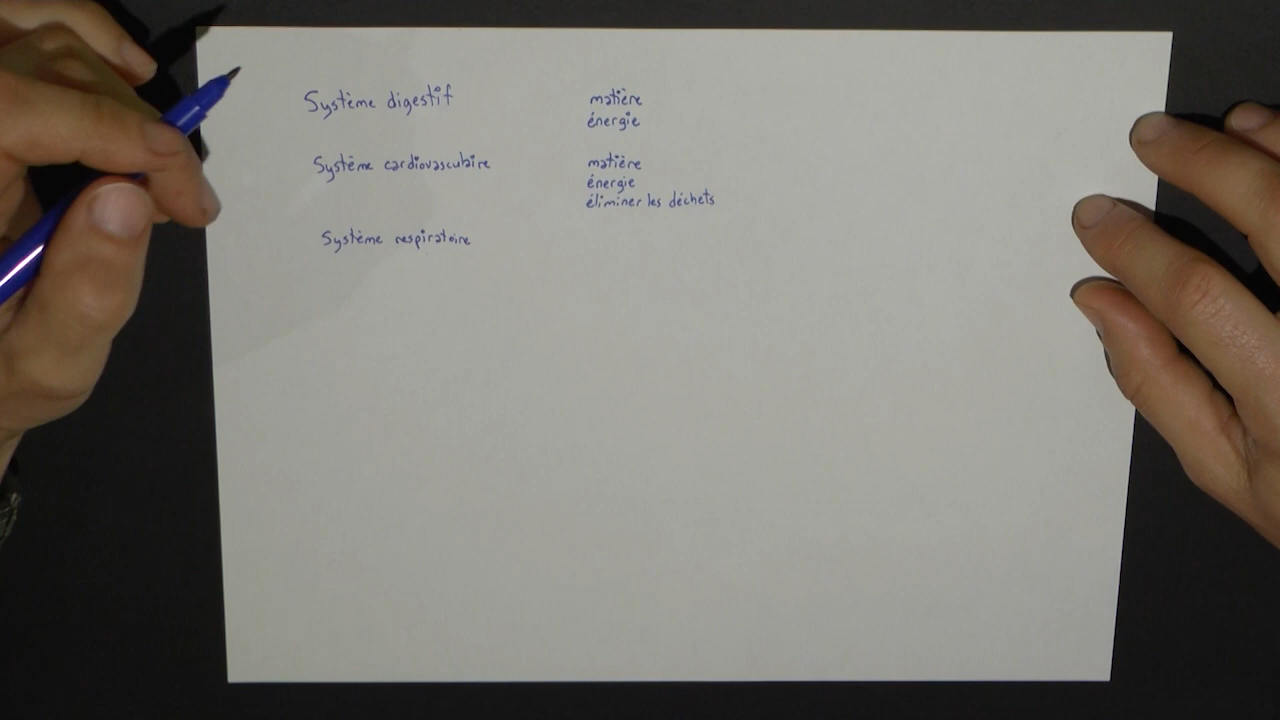 Système digestif
matière
énergie
Système cardiovasculaire
matière
énergie
éliminer les déchets
Système respiratoire